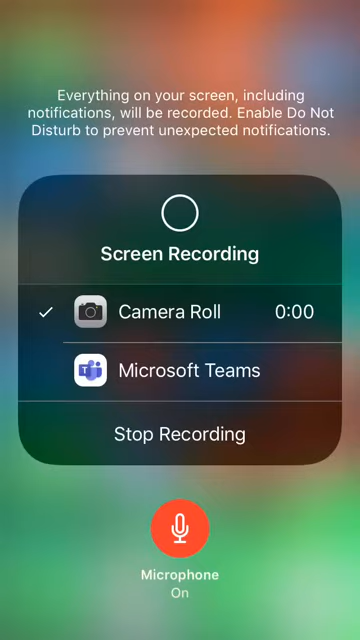 Everything on your screen, including
notifications, will be recorded. Enable Do Not
Disturb to prevent unexpected notifications.
Screen Recording
Camera Roll 0:00
Microsoft Teams
Stop Recording
Microphone
On